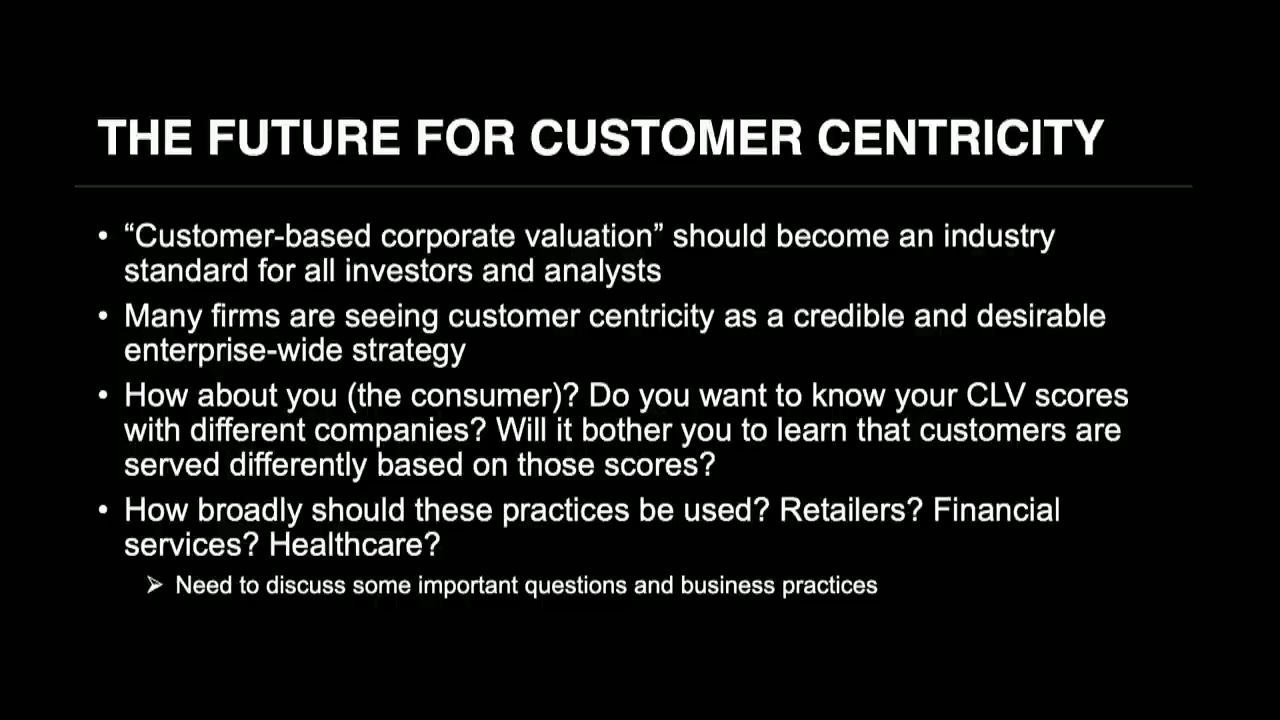 THE FUTURE FOR CUSTOMER CENTRICITY
• “Customer-based corporate valuation” should become an industry
standard for all investors and analysts
• Many firms are seeing customer centricity as a credible and desirable
enterprise-wide strategy
• How about you (the consumer)? Do you want to know your CLV scores
with different companies? Will it bother you to learn that customers are
served differently based on those scores?
• How broadly should these practices be used? Retailers? Financial
services? Healthcare?
➢ Need to discuss some important questions and business practices